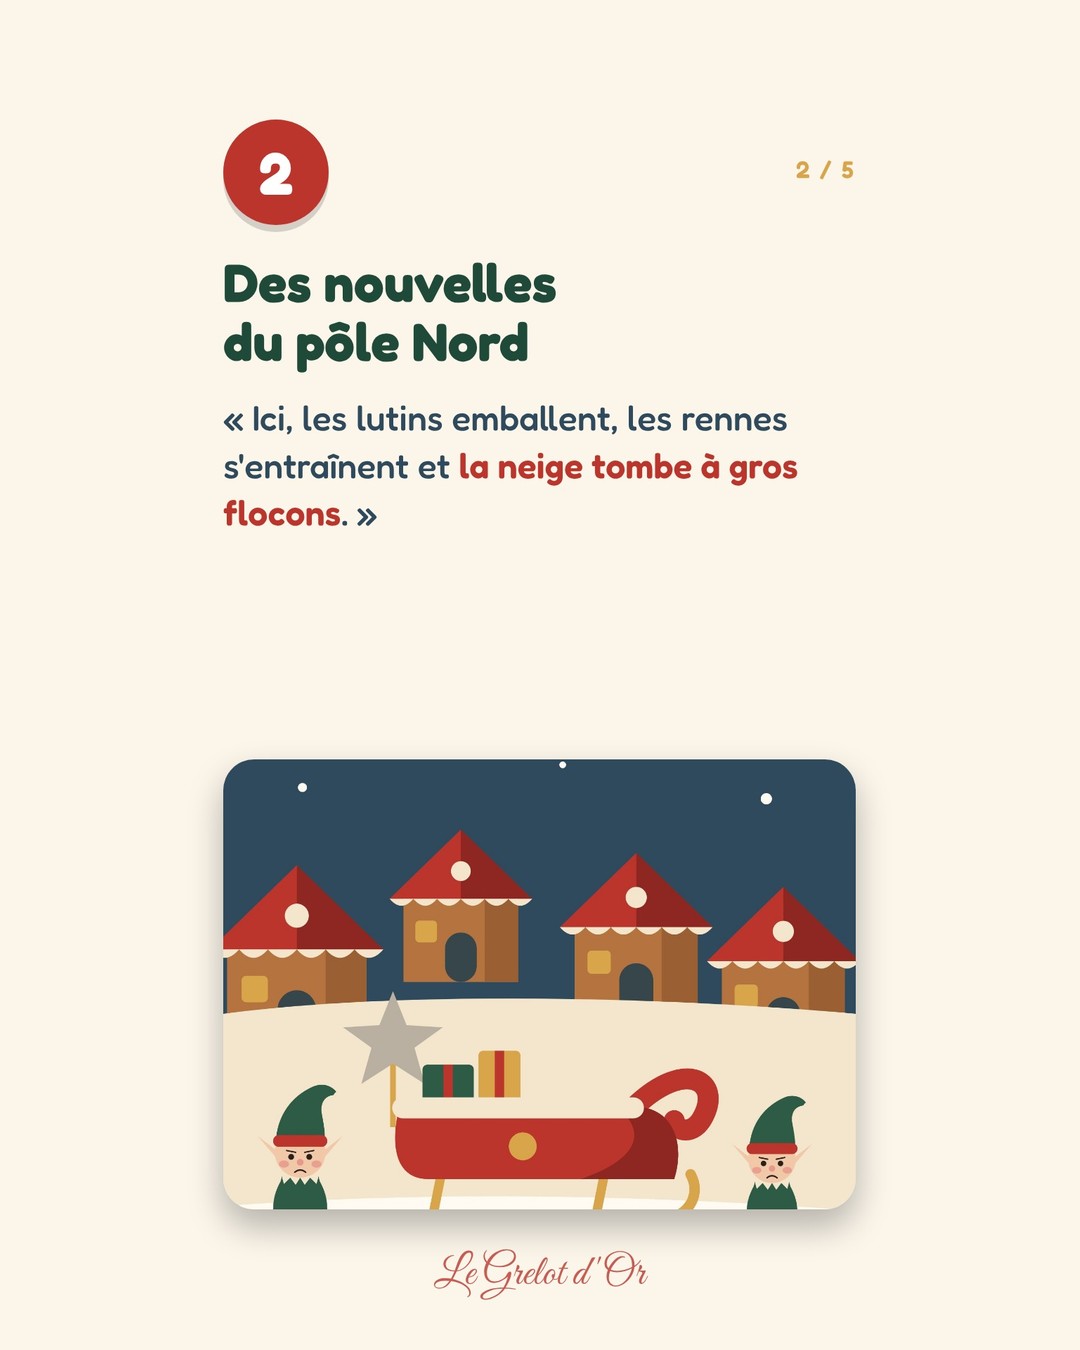 2
2 / 5
Des nouvelles
du pôle Nord
« Ici, les lutins emballent, les rennes
s'entraînent et la neige tombe à gros
flocons. »
Le Grelot d'Or